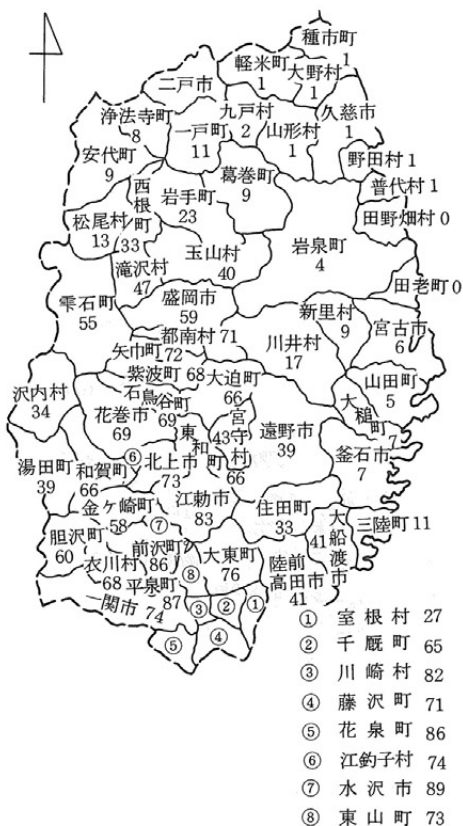 種市町
1
軽米町
1
大野村
1
二戸市
九戸村
2
久慈市
1
浄法寺町
8
一戸町
11
山形村
1
安代町
9
葛巻町
9
野田村 1
普代村 1
西根町
33
岩手町
23
田野畑村 0
松尾村
13
玉山村
40
岩泉町
4
滝沢村
47
田老町 0
雫石町
55
盛岡市
59
新里村
9
宮古市
6
都南村 71
川井村
17
矢巾町
72
紫波町 68
大迫町
66
山田町
5
沢内村
34
石鳥谷町
69
大槌町
7
花巻市
69
宮守村
66
東和町
43
遠野市
39
釜石市
7
⑥
湯田町
39
和賀町
66
北上市
73
金ヶ崎町
58
江勅市
83
住田町
33
大船渡市
41
三陸町 11
⑦
胆沢町
60
前沢町
86
大東町
76
陸前高田市
41
衣川村
68
⑧
平泉町
87
一関市 74
③
②
①
⑤
④
① 室根村 27
② 千厩町 65
③ 川崎村 82
④ 藤沢町 71
⑤ 花泉町 86
⑥ 江釣子村 74
⑦ 水沢市 89
⑧ 東山町 73